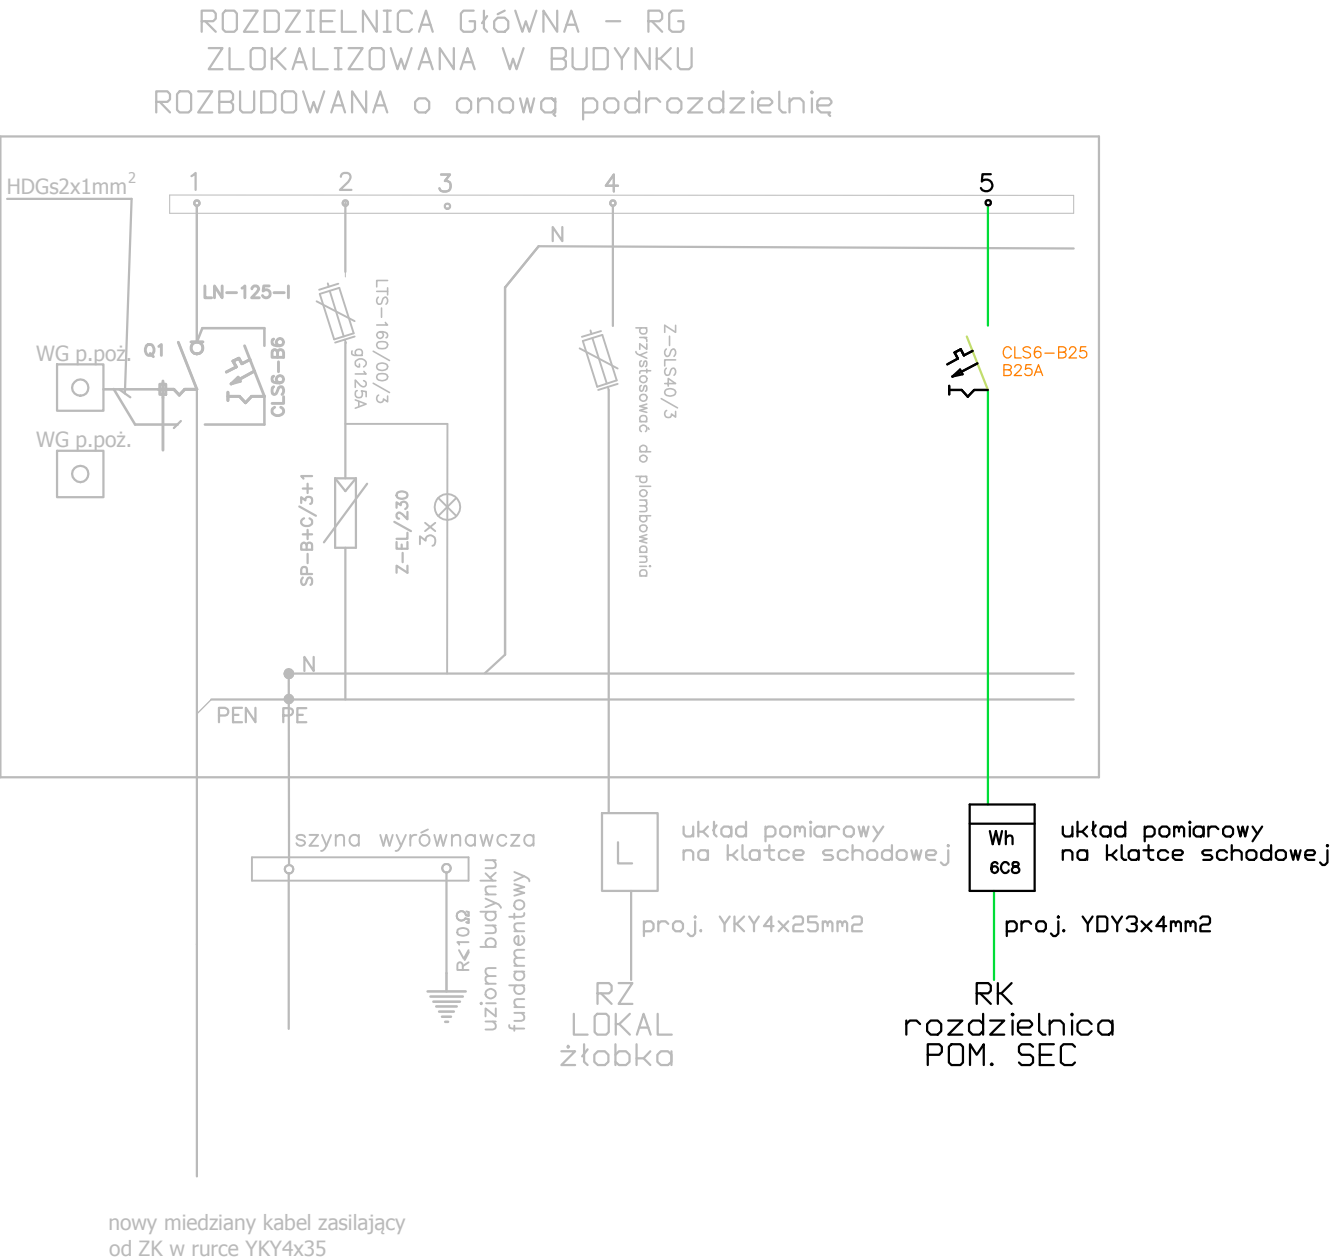 ROZDZIELNICA GłÓWNA - RG
ZLOKALIZOWANA W BUDYNKU
ROZBUDOWANA o onową podrozdzielnię
HDGs2x1mm²
1
2
3
4
5
N
LN-125-I
Q1
CLS6-B6
WG p.poż.
WG p.poż.
LTS-160/00/3
gG125A
SP-B+C/3+1
Z-EL/230
3x
Z-SLS40/3
przystosować do plombowania
CLS6-B25
B25A
N
PEN
PE
szyna wyrównawcza
R<10Ω
uziom budynku
fundamentowy
L
układ pomiarowy
na klatce schodowej
proj. YKY4x25mm2
RZ
LOKAL
żłobka
Wh
6C8
układ pomiarowy
na klatce schodowej
proj. YDY3x4mm2
RK
rozdzielnica
POM. SEC
nowy miedziany kabel zasilający
od ZK w rurce YKY4x35